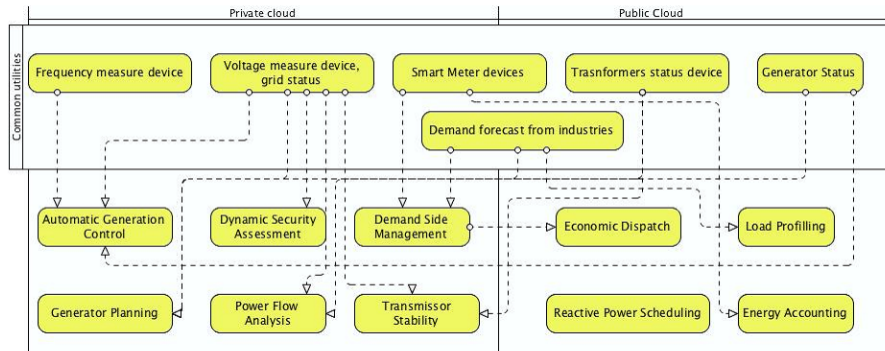 Private cloud
Public Cloud
Common utilities
Frequency measure device
Voltage measure device,
grid status
Smart Meter devices
Trasnformers status device
Generator Status
Demand forecast from industries
Automatic Generation
Control
Dynamic Security
Assessment
Demand Side
Management
Economic Dispatch
Load Profilling
Generator Planning
Power Flow
Analysis
Transmissor
Stability
Reactive Power Scheduling
Energy Accounting